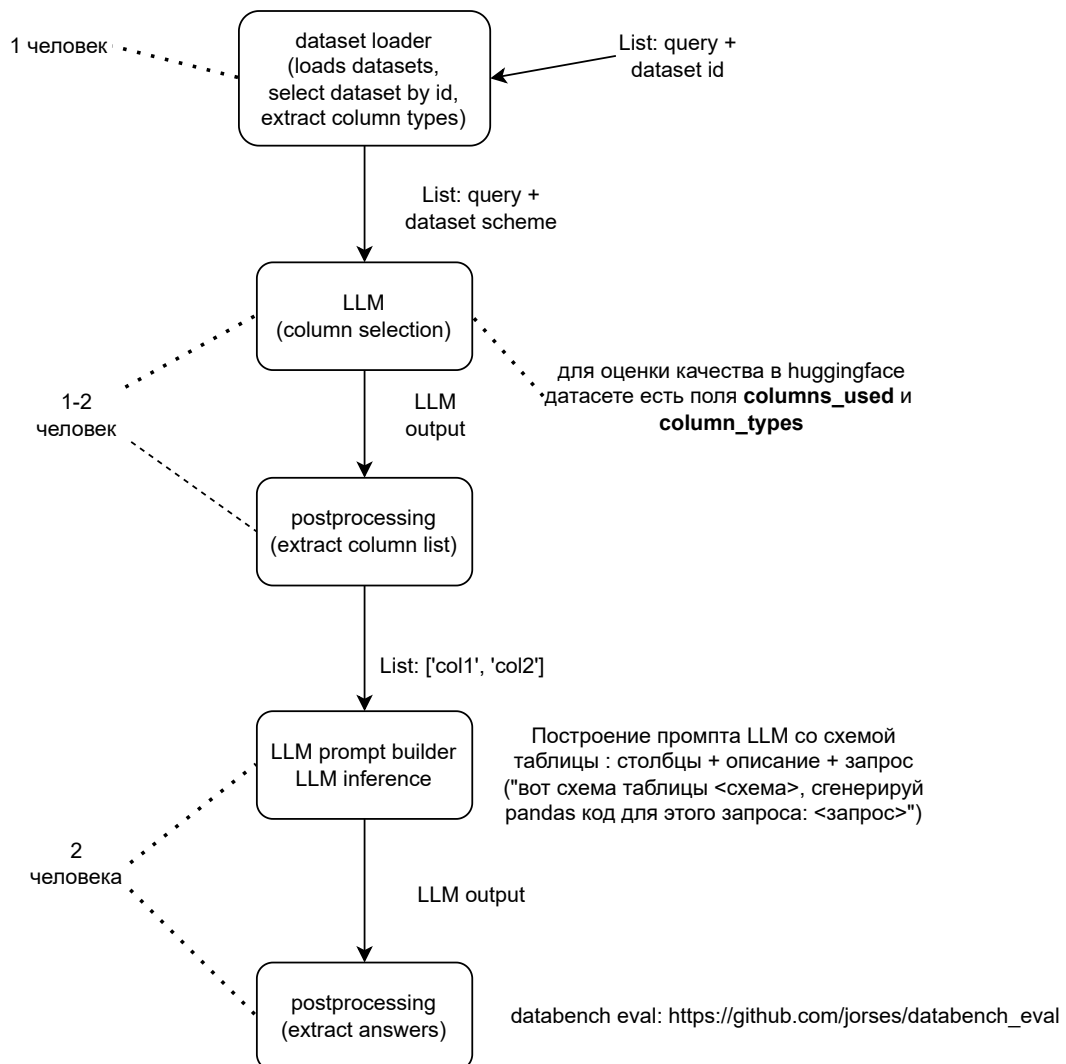 1 человек
dataset loader
(loads datasets,
select dataset by id,
extract column types)
List: query +
dataset id
List: query +
dataset scheme
LLM
(column selection)
для оценки качества в huggingface
датасете есть поля columns_used и
column_types
1-2
человек
LLM
output
postprocessing
(extract column list)
List: ['col1', 'col2']
LLM prompt builder
LLM inference
Построение промпта LLM со схемой
таблицы : столбцы + описание + запрос
("вот схема таблицы <схема>, сгенерируй
pandas код для этого запроса: <запрос>")
2
человека
LLM output
postprocessing
(extract answers)
databench eval: https://github.com/jorses/databench_eval